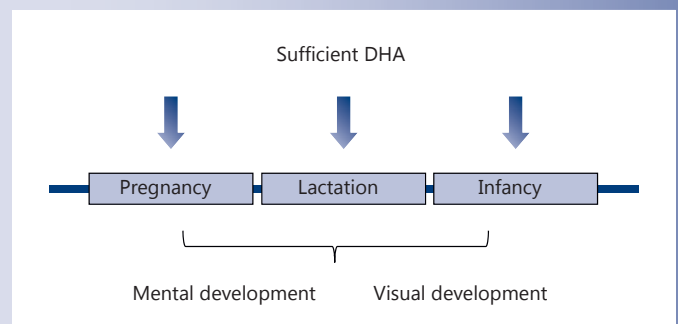 Sufficient DHA
Pregnancy Lactation Infancy
Mental development Visual development